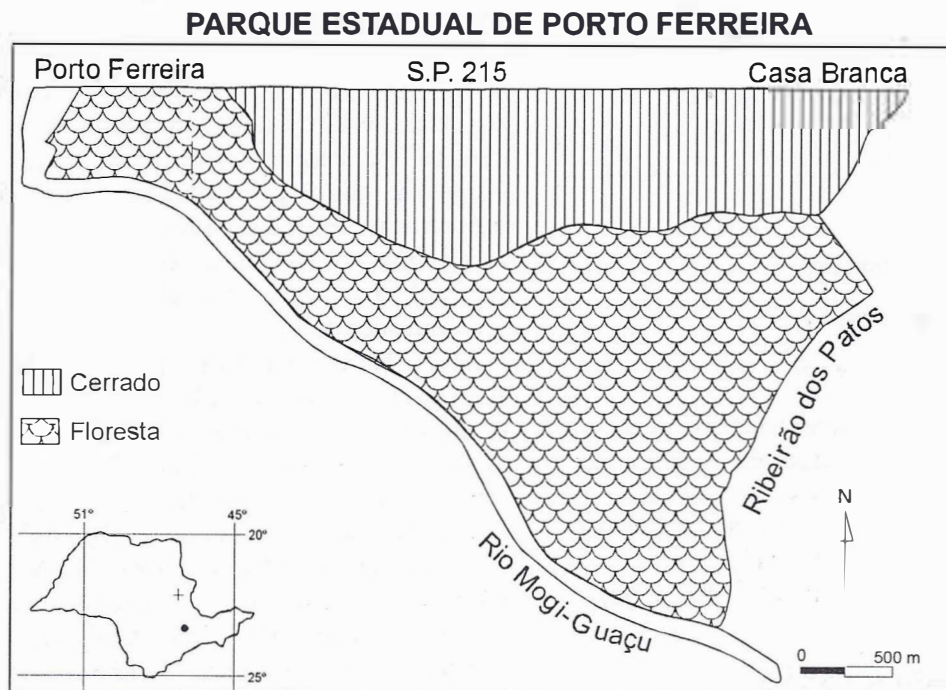 PARQUE ESTADUAL DE PORTO FERREIRA
Porto Ferreira S.P. 215 Casa Branca
Cerrado
Floresta
Ribeirão dos Patos
Rio Mogi-Guaçu
N
51° 45°
20°
25°
0 500 m